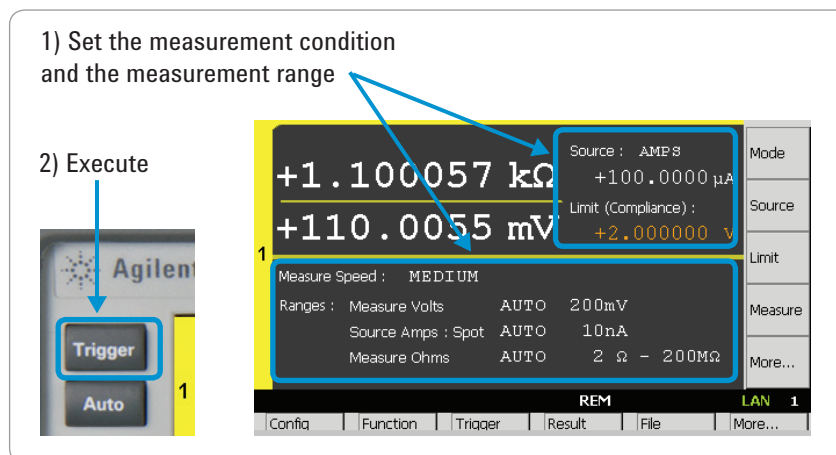 1) Set the measurement condition
and the measurement range
2) Execute
Agilent
Trigger
Auto
1
+1.100057 kΩ
+110.0055 mV
Source : AMPS
+100.0000 µA
Limit (Compliance) :
+2.000000 V
1
Measure Speed : MEDIUM
Ranges : Measure Volts AUTO 200mV
Source Amps : Spot AUTO 10nA
Measure Ohms AUTO 2 Ω - 200MΩ
Mode
Source
Limit
Measure
More...
REM LAN 1
Config Function Trigger Result File More...